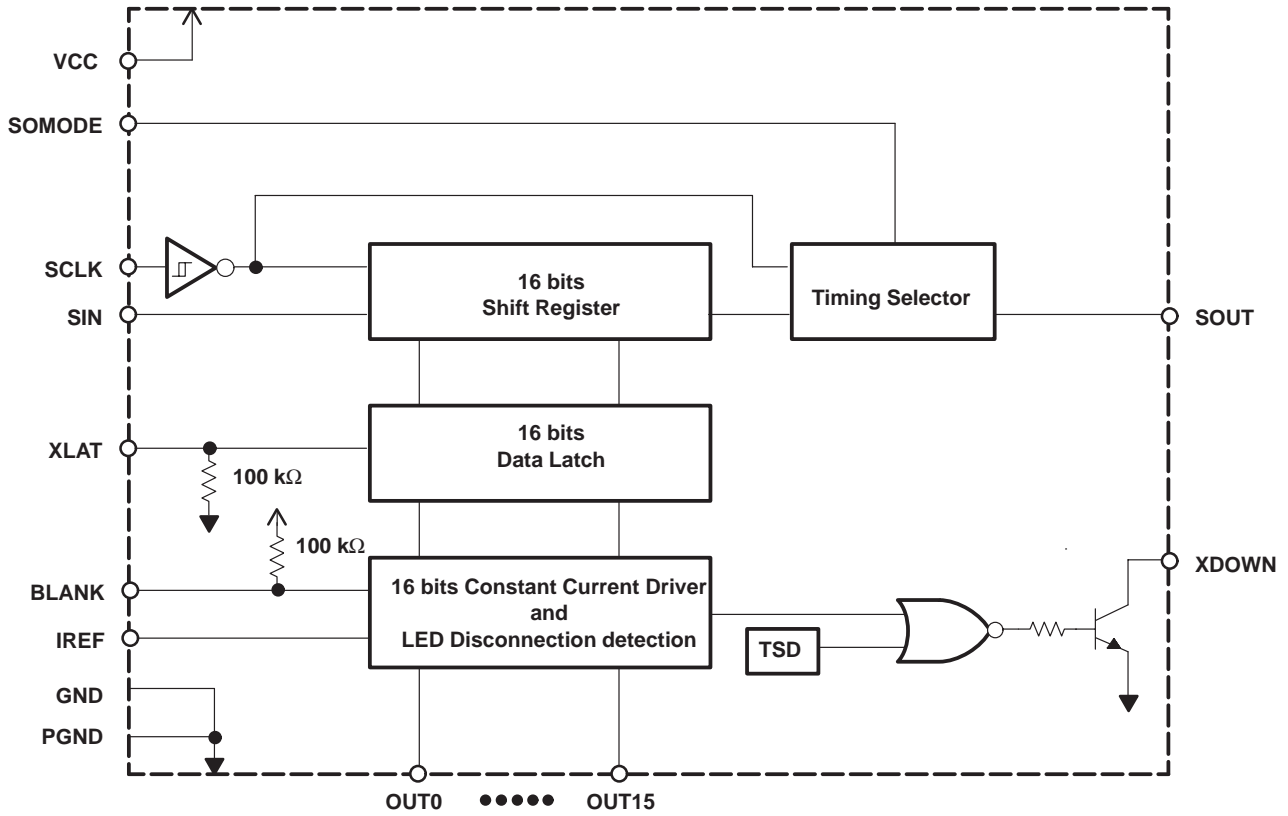 VCC
SOMODE
SCLK
16 bits
Shift Register
Timing Selector
SIN
SOUT
XLAT
16 bits
Data Latch
100 kΩ
100 kΩ
BLANK
16 bits Constant Current Driver
and
LED Disconnection detection
XDOWN
IREF
TSD
GND
PGND
OUT0
OUT15